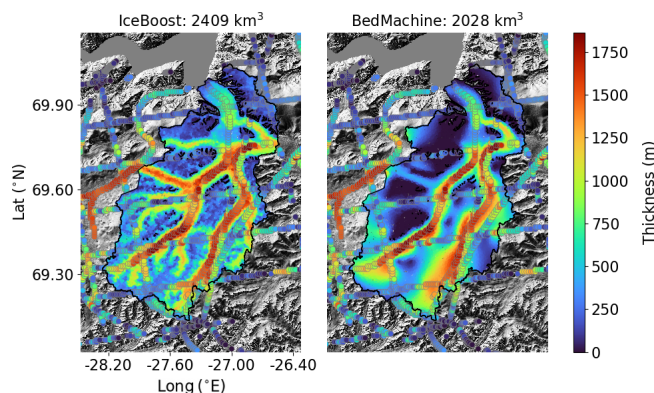 IceBoost: 2409 km³
BedMachine: 2028 km³
Lat (°N)
69.90
69.60
69.30
-28.20 -27.60 -27.00 -26.40
Long (°E)
1750
1500
1250
1000
750
500
250
0
Thickness (m)